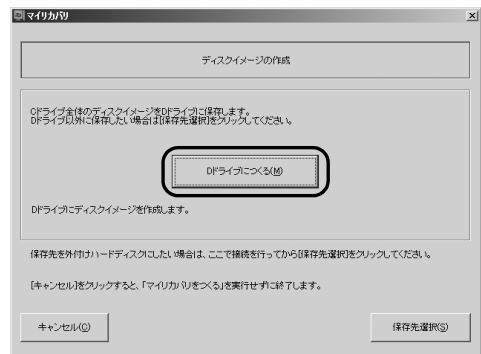 マイリカバリ
ディスクイメージの作成
Cドライブ全体のディスクイメージをDドライブに保存します。
Dドライブ以外に保存したい場合は[保存先選択]をクリックしてください。
Dドライブにつくる(M)
Dドライブにディスクイメージを作成します。
保存先を外付けハードディスクにしたい場合は、ここで接続を行ってから[保存先選択]をクリックしてください。
[キャンセル]をクリックすると、「マイリカバリをつくる」を実行せずに終了します。
キャンセル(C)
保存先選択(S)